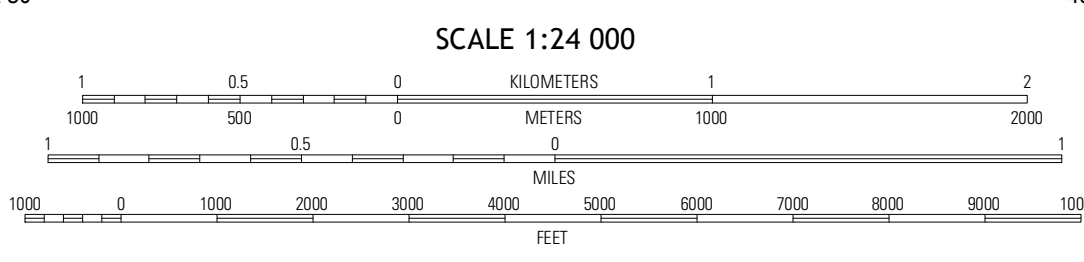 SCALE 1:24 000
1 0.5 0 KILOMETERS 1 2
1000 500 0 METERS 1000 2000
1 0.5 0 1
MILES
1000 0 1000 2000 3000 4000 5000 6000 7000 8000 9000 100
FEET